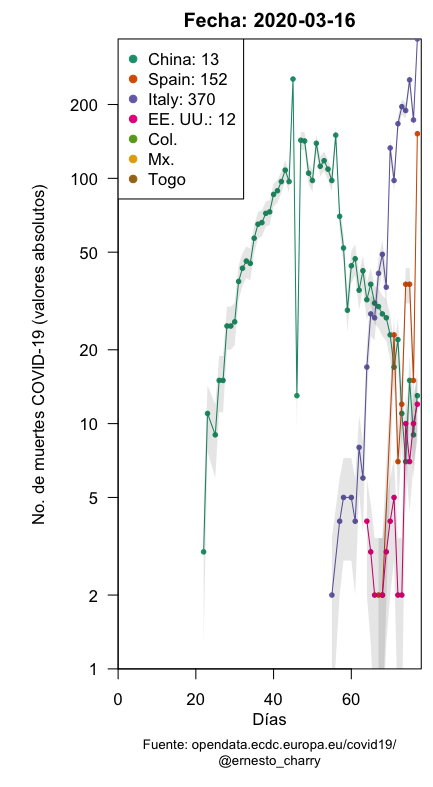 Fecha: 2020-03-16
China: 13
Spain: 152
Italy: 370
EE. UU.: 12
Col.
Mx.
Togo
No. de muertes COVID-19 (valores absolutos)
200
100
50
20
10
5
2
1
0 20 40 60
Días
Fuente: opendata.ecdc.europa.eu/covid19/
@ernesto_charry